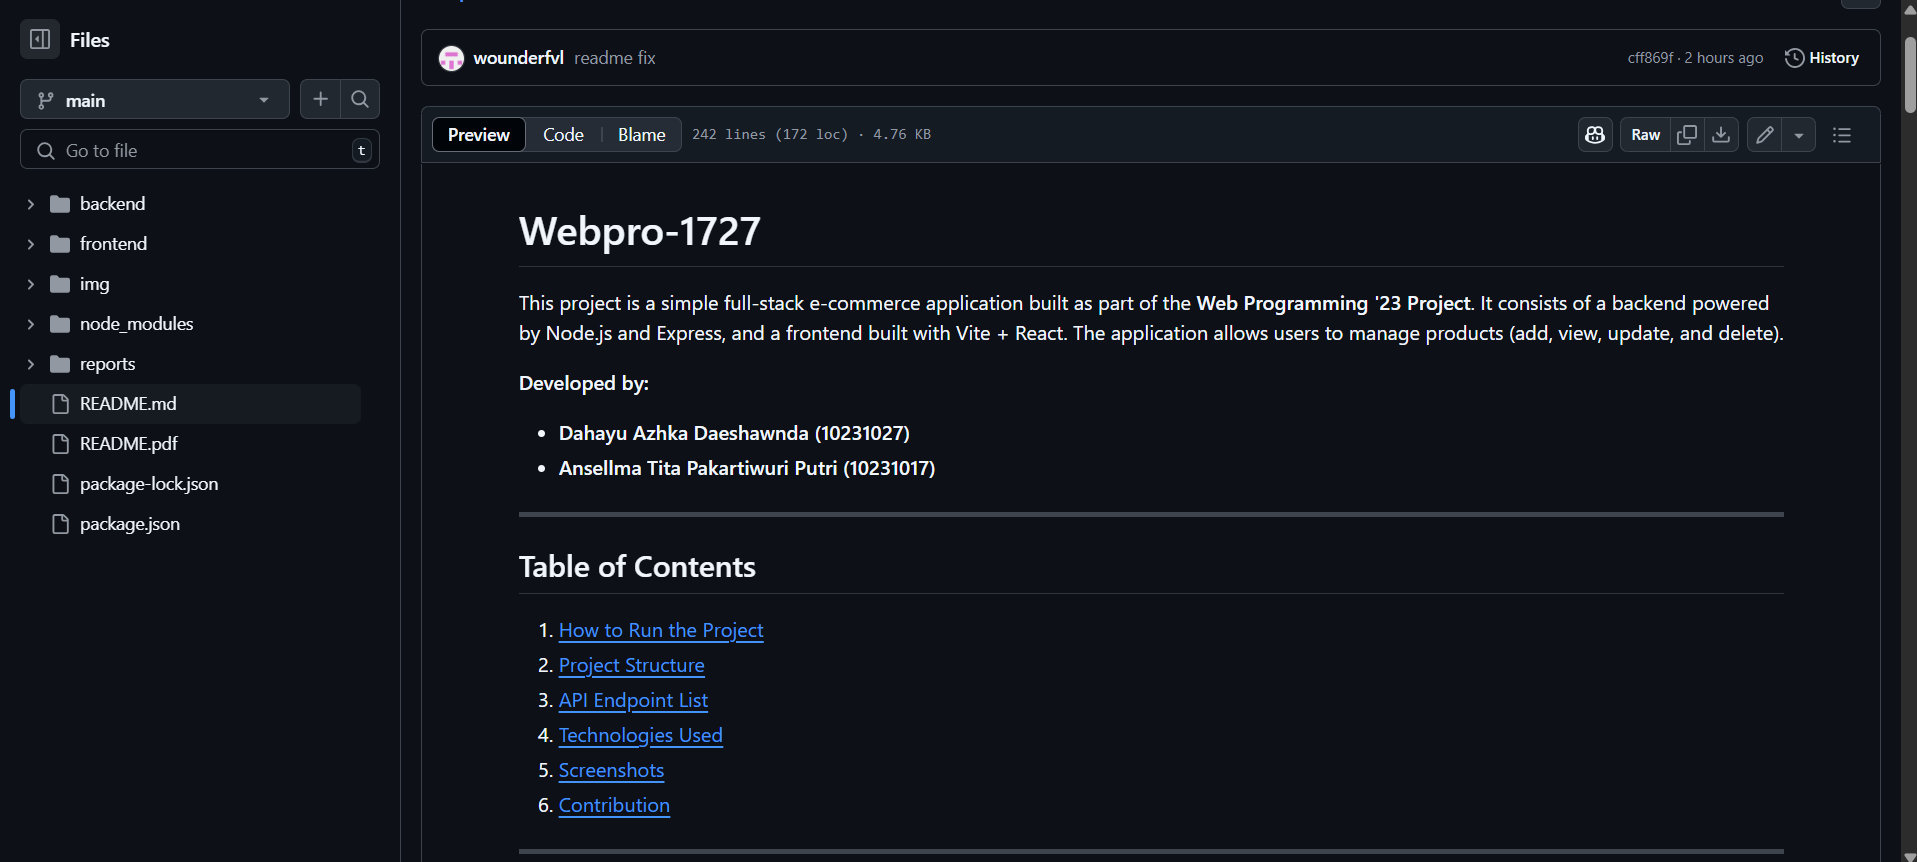 Files
main
Go to file
t
backend
frontend
img
node_modules
reports
README.md
README.pdf
package-lock.json
package.json
wounderfvl readme fix
cff869f · 2 hours ago
History
Preview
Code
Blame
242 lines (172 loc) · 4.76 KB
Raw
Webpro-1727
This project is a simple full-stack e-commerce application built as part of the Web Programming '23 Project. It consists of a backend powered
by Node.js and Express, and a frontend built with Vite + React. The application allows users to manage products (add, view, update, and delete).
Developed by:
• Dahayu Azhka Daeshawnda (10231027)
• Ansellma Tita Pakartiwuri Putri (10231017)
Table of Contents
1. How to Run the Project
2. Project Structure
3. API Endpoint List
4. Technologies Used
5. Screenshots
6. Contribution